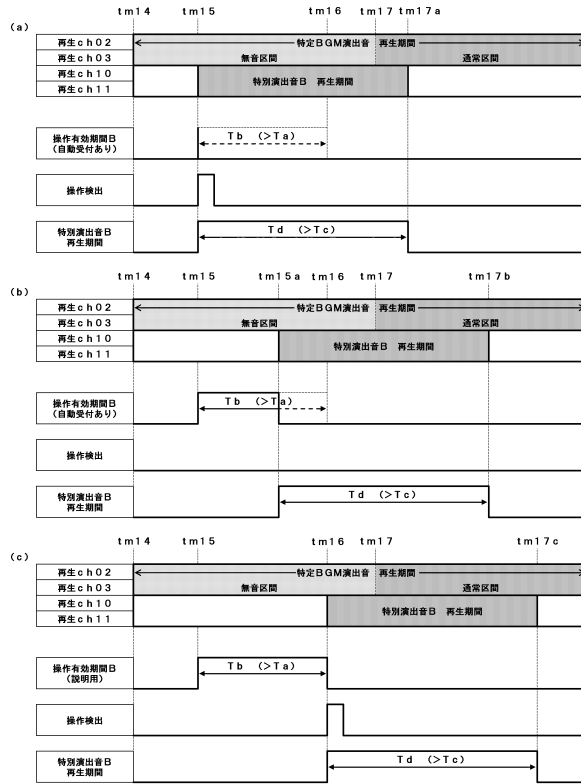 (a)
tm14 tm15 tm16 tm17 tm17a
再生ch02
再生ch03
再生ch10
再生ch11
特定BGM演出音 再生期間
無音区間 通常区間
特別演出音B 再生期間
操作有効期間B
(自動受付あり)
Tb (>Ta)
操作検出
特別演出音B
再生期間
Td (>Tc)
(b)
tm14 tm15 tm15a tm16 tm17 tm17b
再生ch02
再生ch03
再生ch10
再生ch11
特定BGM演出音 再生期間
無音区間 通常区間
特別演出音B 再生期間
操作有効期間B
(自動受付あり)
Tb (>Ta)
操作検出
特別演出音B
再生期間
Td (>Tc)
(c)
tm14 tm15 tm16 tm17 tm17c
再生ch02
再生ch03
再生ch10
再生ch11
特定BGM演出音 再生期間
無音区間 通常区間
特別演出音B 再生期間
操作有効期間B
(説明用)
Tb (>Ta)
操作検出
特別演出音B
再生期間
Td (>Tc)